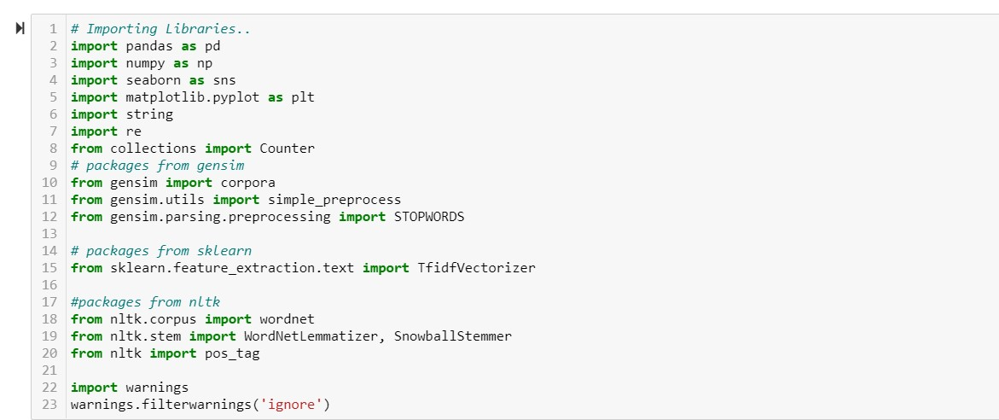 1 # Importing Libraries..
2 import pandas as pd
3 import numpy as np
4 import seaborn as sns
5 import matplotlib.pyplot as plt
6 import string
7 import re
8 from collections import Counter
9 # packages from gensim
10 from gensim import corpora
11 from gensim.utils import simple_preprocess
12 from gensim.parsing.preprocessing import STOPWORDS
13
14 # packages from sklearn
15 from sklearn.feature_extraction.text import TfidfVectorizer
16
17 #packages from nltk
18 from nltk.corpus import wordnet
19 from nltk.stem import WordNetLemmatizer, SnowballStemmer
20 from nltk import pos_tag
21
22 import warnings
23 warnings.filterwarnings('ignore')